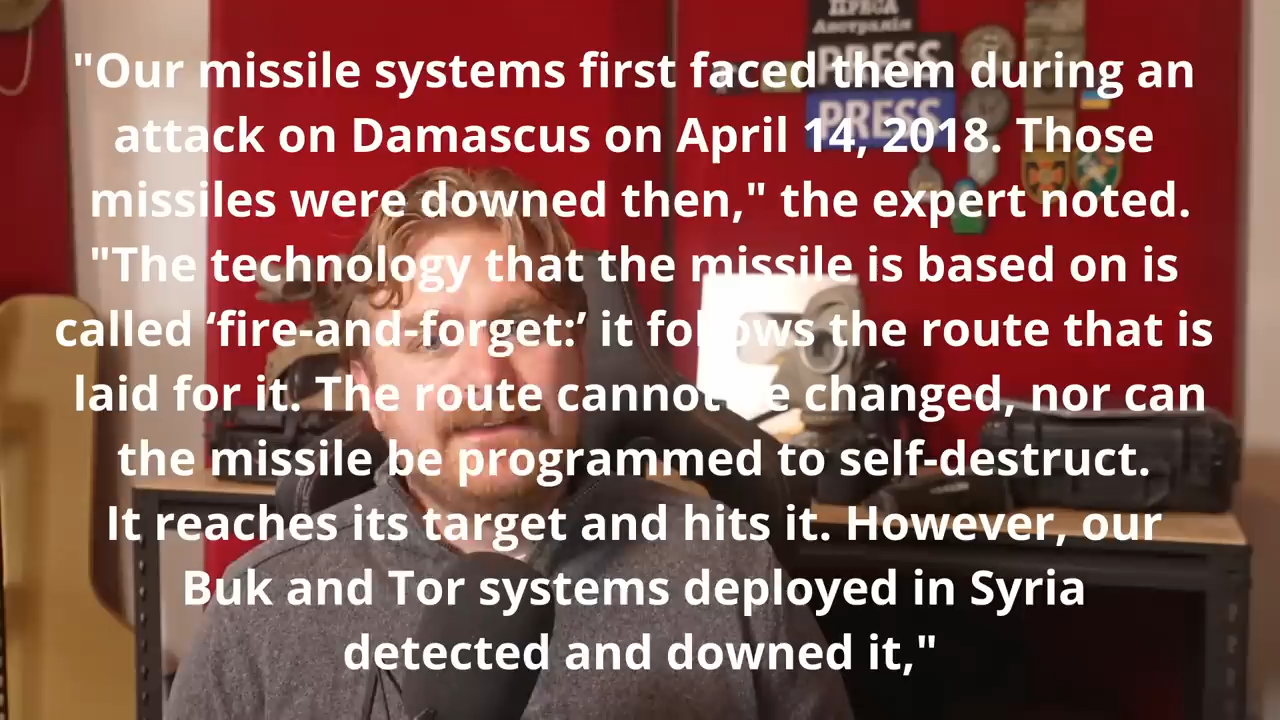 ПРЕСА
Австралія
PRESS
PRESS
"Our missile systems first faced them during an
attack on Damascus on April 14, 2018. Those
missiles were downed then," the expert noted.
"The technology that the missile is based on is
called ‘fire-and-forget:’ it follows the route that is
laid for it. The route cannot be changed, nor can
the missile be programmed to self-destruct.
It reaches its target and hits it. However, our
Buk and Tor systems deployed in Syria
detected and downed it,"